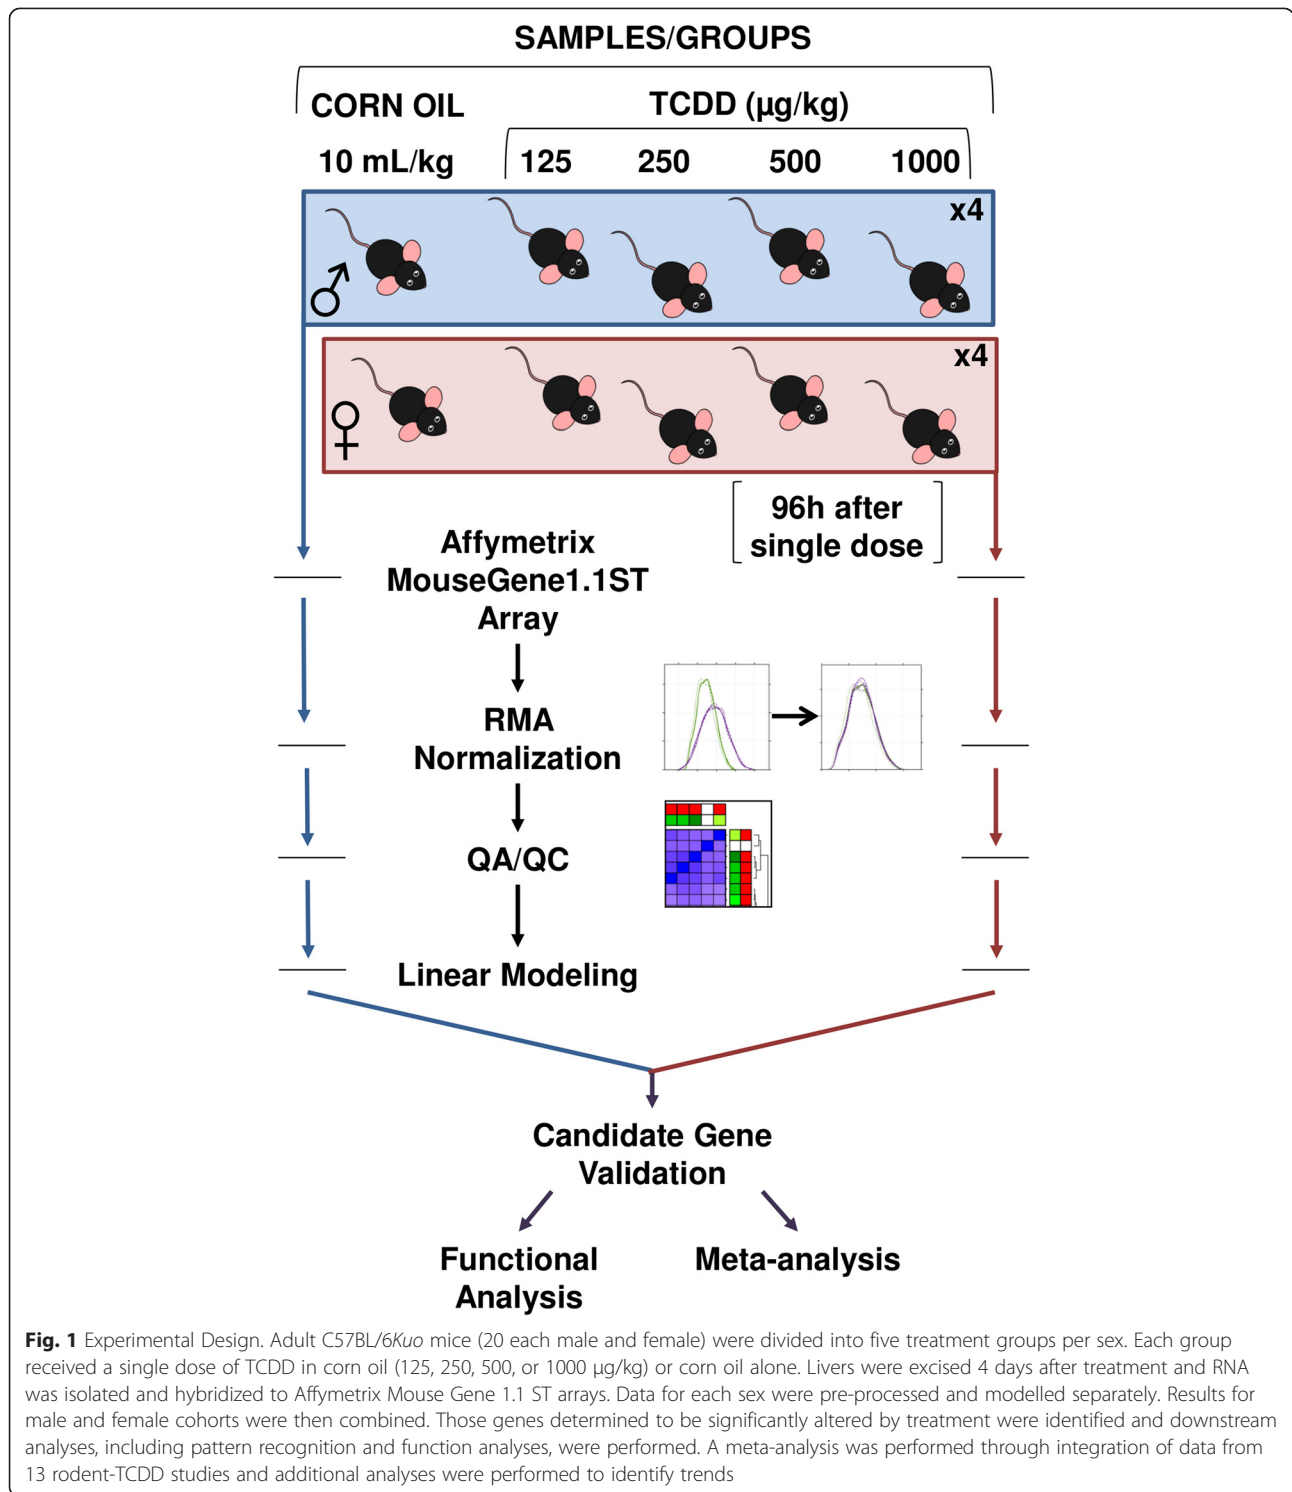 SAMPLES/GROUPS
CORN OIL
TCDD (µg/kg)
10 mL/kg
125
250
500
1000
x4
♂
x4
♀
96h after
single dose
Affymetrix
MouseGene1.1ST
Array
RMA
Normalization
QA/QC
Linear Modeling
Candidate Gene
Validation
Functional
Analysis
Meta-analysis
Fig. 1 Experimental Design. Adult C57BL/6Kuo mice (20 each male and female) were divided into five treatment groups per sex. Each group
received a single dose of TCDD in corn oil (125, 250, 500, or 1000 µg/kg) or corn oil alone. Livers were excised 4 days after treatment and RNA
was isolated and hybridized to Affymetrix Mouse Gene 1.1 ST arrays. Data for each sex were pre-processed and modelled separately. Results for
male and female cohorts were then combined. Those genes determined to be significantly altered by treatment were identified and downstream
analyses, including pattern recognition and function analyses, were performed. A meta-analysis was performed through integration of data from
13 rodent-TCDD studies and additional analyses were performed to identify trends